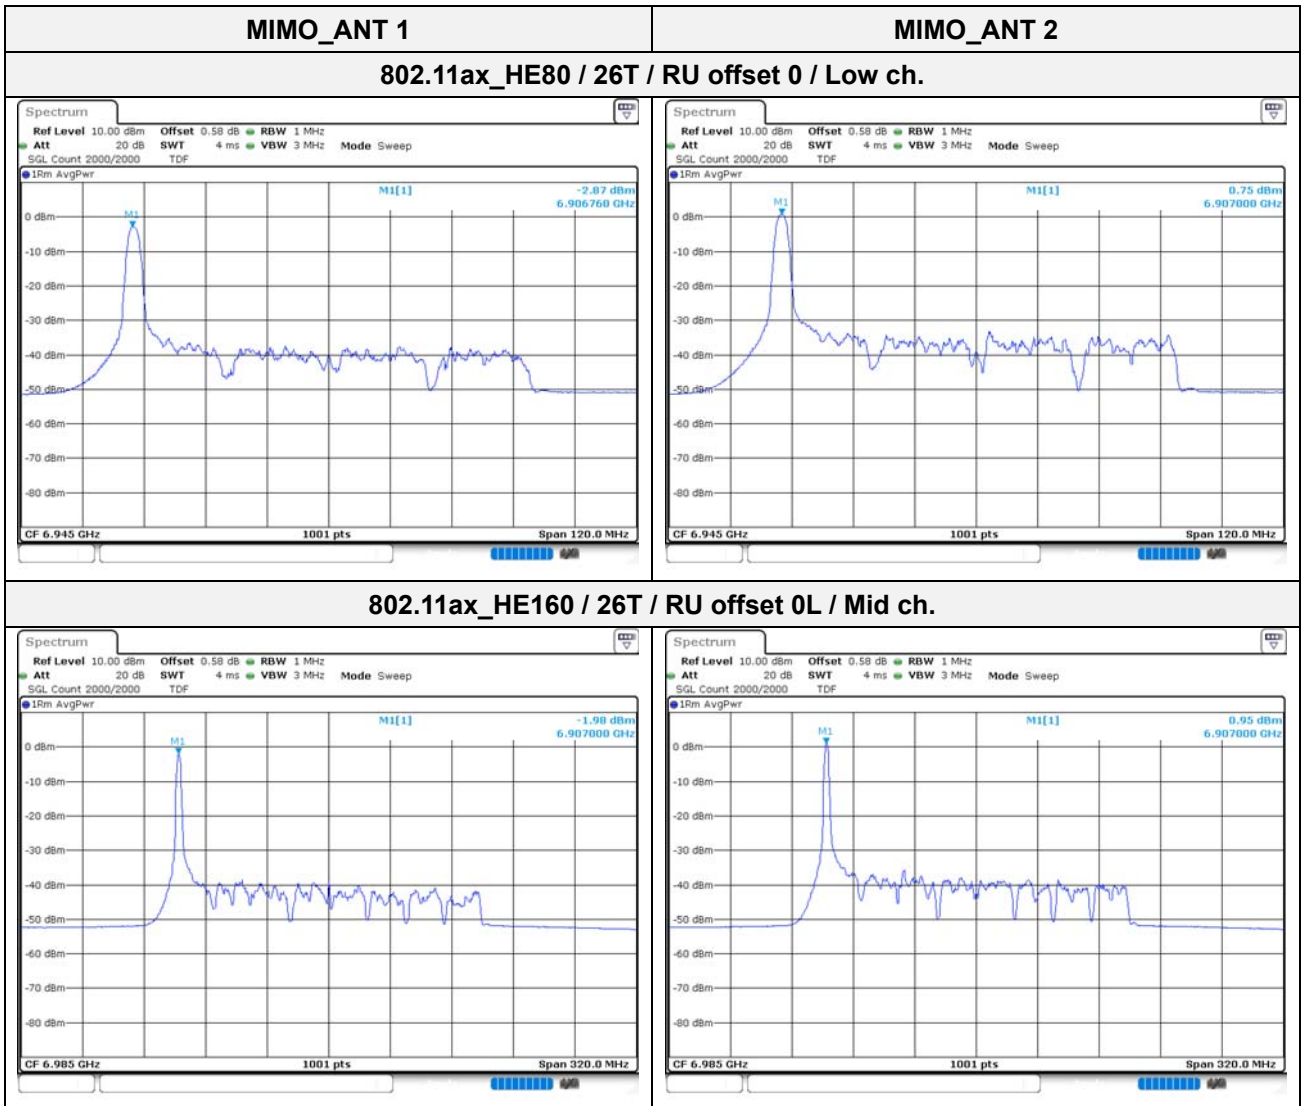 MIMO_ANT 1 MIMO_ANT 2
802.11ax_HE80 / 26T / RU offset 0 / Low ch.
Spectrum
Ref Level 10.00 dBm Offset 0.58 dB RBW 1 MHz
Att 20 dB SWT 4 ms VBW 3 MHz Mode Sweep
SGL Count 2000/2000 TDF
1Rm AvgPwr
M1[1] -2.87 dBm
6.906760 GHz
M1
0 dBm
-10 dBm
-20 dBm
-30 dBm
-40 dBm
-50 dBm
-60 dBm
-70 dBm
-80 dBm
CF 6.945 GHz 1001 pts Span 120.0 MHz
Spectrum
Ref Level 10.00 dBm Offset 0.58 dB RBW 1 MHz
Att 20 dB SWT 4 ms VBW 3 MHz Mode Sweep
SGL Count 2000/2000 TDF
1Rm AvgPwr
M1[1] 0.75 dBm
6.907000 GHz
M1
0 dBm
-10 dBm
-20 dBm
-30 dBm
-40 dBm
-50 dBm
-60 dBm
-70 dBm
-80 dBm
CF 6.945 GHz 1001 pts Span 120.0 MHz
802.11ax_HE160 / 26T / RU offset 0L / Mid ch.
Spectrum
Ref Level 10.00 dBm Offset 0.58 dB RBW 1 MHz
Att 20 dB SWT 4 ms VBW 3 MHz Mode Sweep
SGL Count 2000/2000 TDF
1Rm AvgPwr
M1[1] -1.98 dBm
6.907000 GHz
M1
0 dBm
-10 dBm
-20 dBm
-30 dBm
-40 dBm
-50 dBm
-60 dBm
-70 dBm
-80 dBm
CF 6.985 GHz 1001 pts Span 320.0 MHz
Spectrum
Ref Level 10.00 dBm Offset 0.58 dB RBW 1 MHz
Att 20 dB SWT 4 ms VBW 3 MHz Mode Sweep
SGL Count 2000/2000 TDF
1Rm AvgPwr
M1[1] 0.95 dBm
6.907000 GHz
M1
0 dBm
-10 dBm
-20 dBm
-30 dBm
-40 dBm
-50 dBm
-60 dBm
-70 dBm
-80 dBm
CF 6.985 GHz 1001 pts Span 320.0 MHz